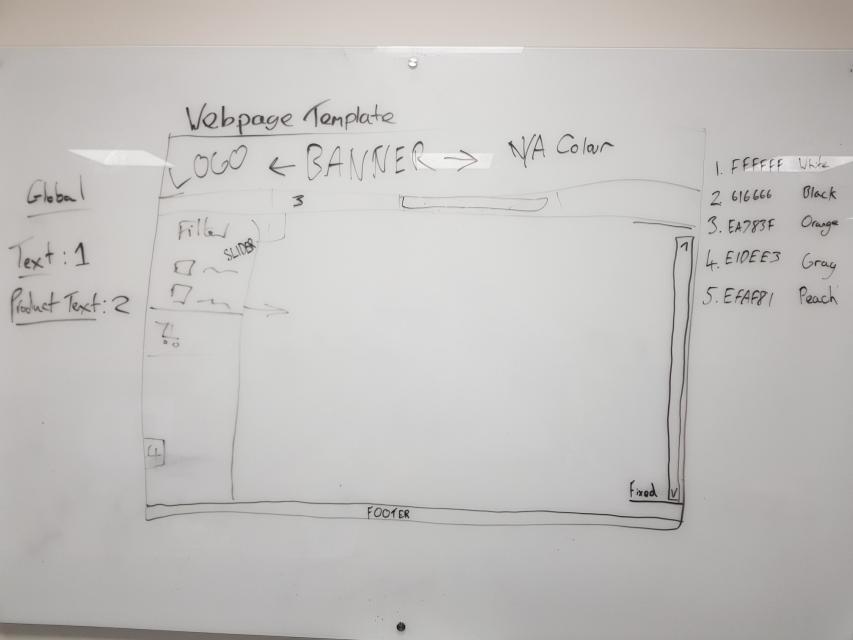 Webpage Template
LOGO ← BANNER → N/A Colour
3
Global
Text: 1
Product Text: 2
Filter
SLIDER
4
Fixed
FOOTER
1. FFFFFF White
2 616666 Black
3. EA783F Orange
4. E1DEE3 Gray
5. EFAF81 Peach